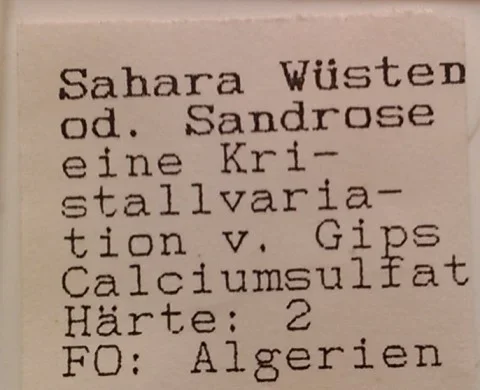 Sahara Wüsten
od. Sandrose
eine Kri-
stallvaria-
tion v. Gips
Calciumsulfat
Härte: 2
FO: Algerien